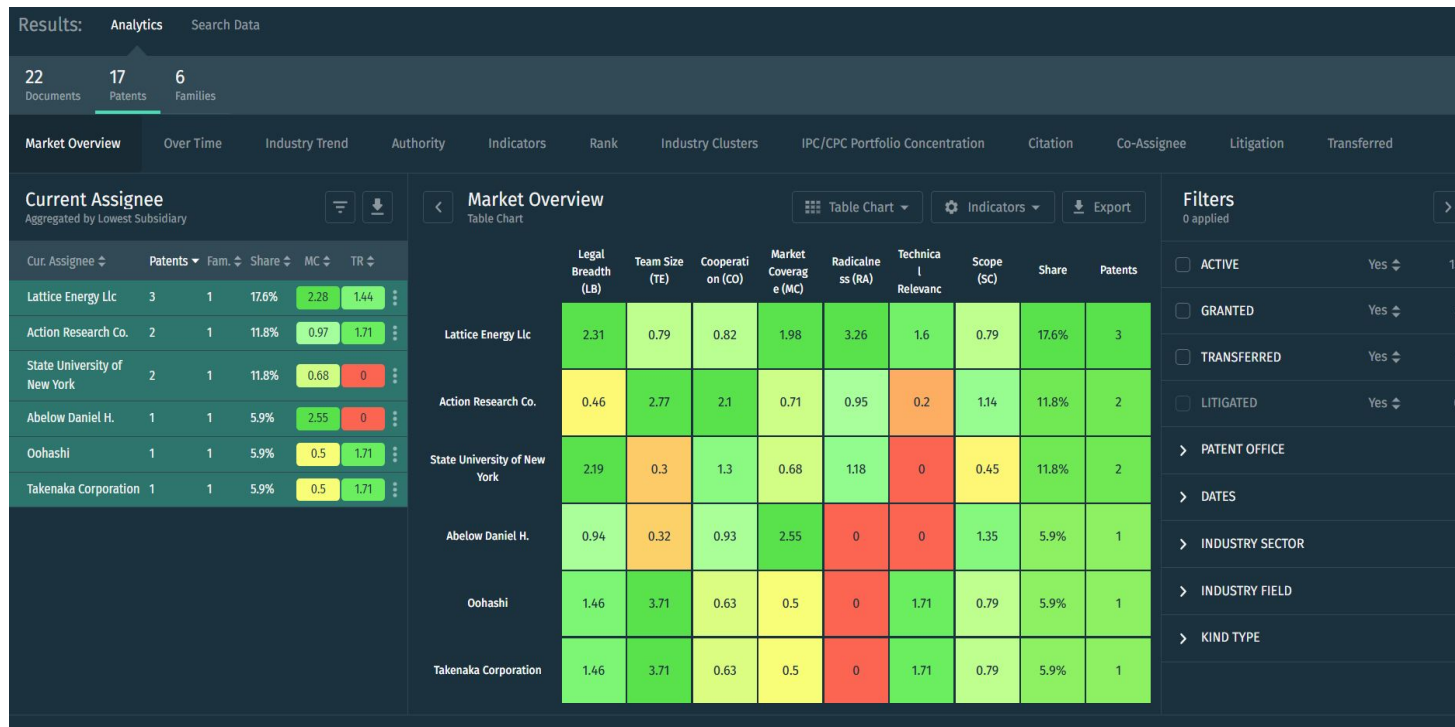 Results: Analytics Search Data
22 17 6
Documents Patents Families
Market Overview Over Time Industry Trend Authority Indicators Rank Industry Clusters IPC/CPC Portfolio Concentration Citation Co-Assignee Litigation Transferred
Current Assignee
Aggregated by Lowest Subsidiary
Cur. Assignee Patents Fam. Share MC TR
Lattice Energy Llc 3 1 17.6% 2.28 1.44
Action Research Co. 2 1 11.8% 0.97 1.71
State University of
New York 2 1 11.8% 0.68 0
Abelow Daniel H. 1 1 5.9% 2.55 0
Oohashi 1 1 5.9% 0.5 1.71
Takenaka Corporation 1 1 5.9% 0.5 1.71
Market Overview
Table Chart
Table Chart Indicators Export
Legal Technica
Breadth Team Size Cooperati Market Radicalne l Scope Share Patents
(LB) (TE) on (CO) Coverag ss (RA) Relevanc (SC)
e (MC)
Lattice Energy Llc 2.31 0.79 0.82 1.98 3.26 1.6 0.79 17.6% 3
Action Research Co. 0.46 2.77 2.1 0.71 0.95 0.2 1.14 11.8% 2
State University of New
York 2.19 0.3 1.3 0.68 1.18 0 0.45 11.8% 2
Abelow Daniel H. 0.94 0.32 0.93 2.55 0 0 1.35 5.9% 1
Oohashi 1.46 3.71 0.63 0.5 0 1.71 0.79 5.9% 1
Takenaka Corporation 1.46 3.71 0.63 0.5 0 1.71 0.79 5.9% 1
Filters
0 applied
ACTIVE Yes
GRANTED Yes
TRANSFERRED Yes
LITIGATED Yes
PATENT OFFICE
DATES
INDUSTRY SECTOR
INDUSTRY FIELD
KIND TYPE